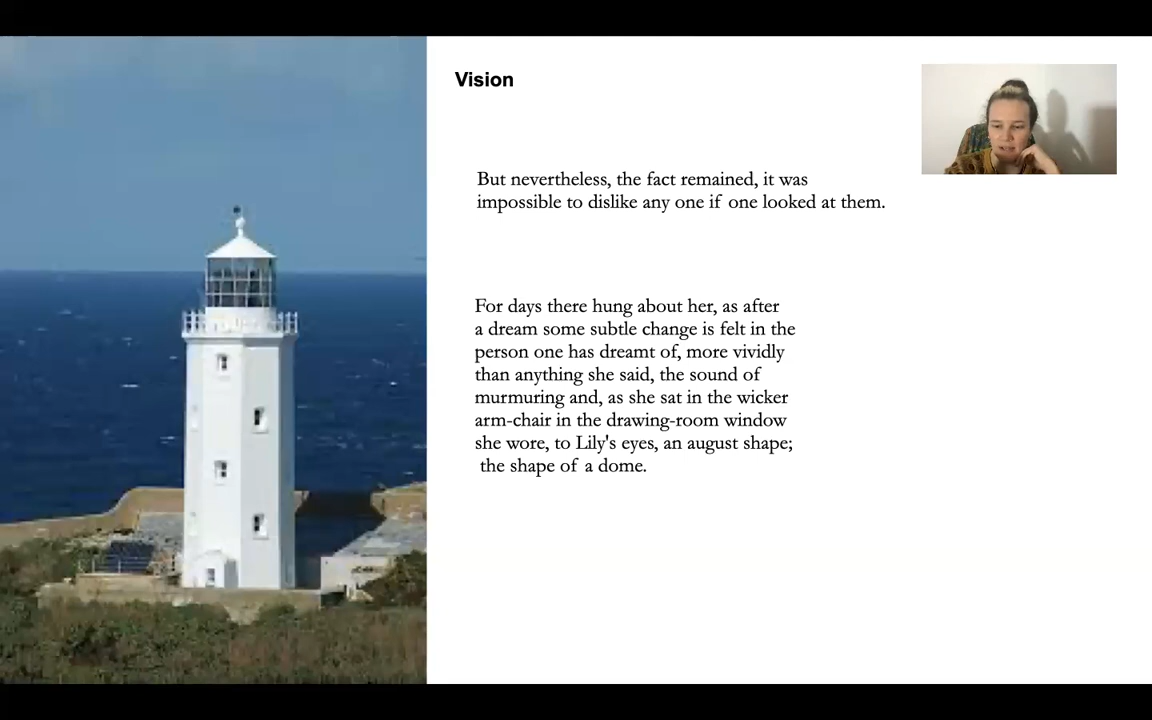 Vision
But nevertheless, the fact remained, it was
impossible to dislike any one if one looked at them.
For days there hung about her, as after
a dream some subtle change is felt in the
person one has dreamt of, more vividly
than anything she said, the sound of
murmuring and, as she sat in the wicker
arm-chair in the drawing-room window
she wore, to Lily's eyes, an august shape;
the shape of a dome.